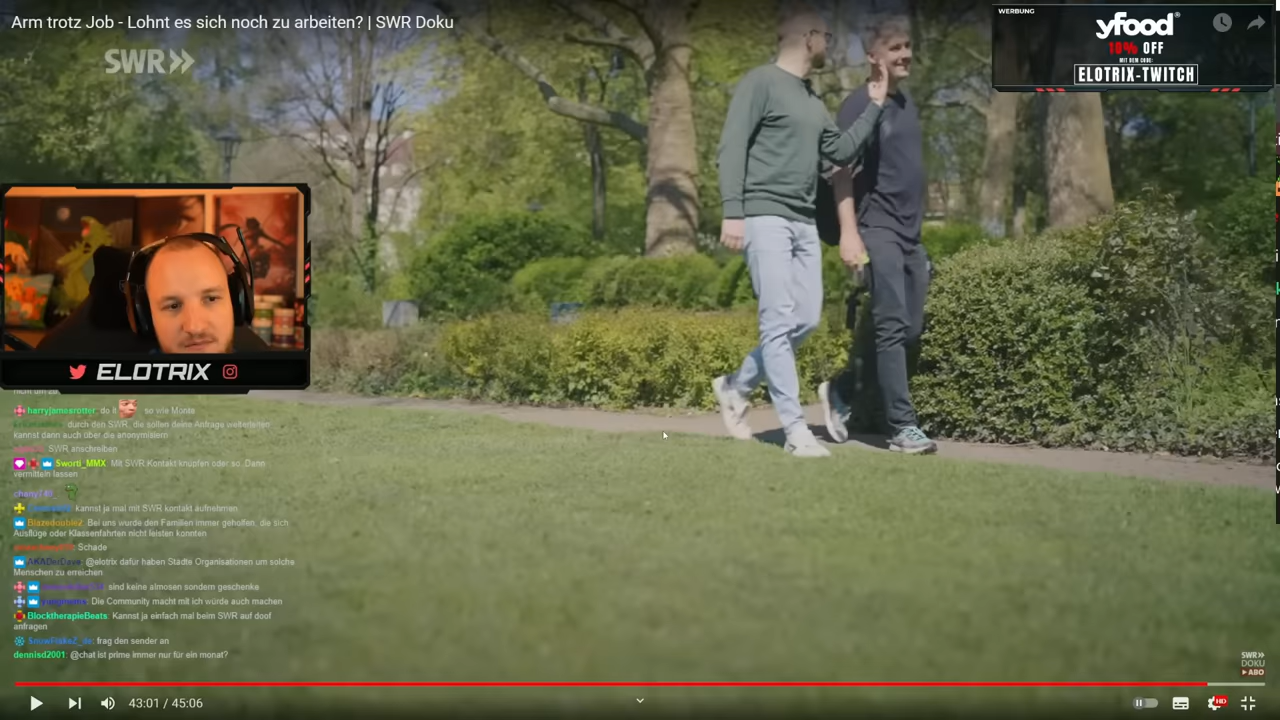 Arm trotz Job - Lohnt es sich noch zu arbeiten? | SWR Doku
SWR
WERBUNG
yfood
10% OFF
MIT DEM CODE:
ELOTRIX-TWITCH
ELOTRIX
harryjamesrotter: do it so wie Monte
durch den SWR, die sollen deine Anfrage weiterleiten
kannst dann auch über die anonymisiern
SWR anschreiben
Sworti_MMX: Mit SWR Kontakt knüpfen oder so. Dann
vermitteln lassen
kannst ja mal mit SWR kontakt aufnehmen
Blazedouble2: Bei uns wurde den Familien immer geholfen, die sich
Ausflüge oder Klassenfahrten nicht leisten konnten
Schade
AKADerDave: @elotrix dafür haben Städte Organisationen um solche
Menschen zu erreichen
sind keine almosen sondern geschenke
Die Community macht mit ich würde auch machen
BlocktherapieBeats: Kannst ja einfach mal beim SWR auf doof
anfragen
frag den sender an
dennisd2001: @chat ist prime immer nur für ein monat?
SWR
DOKU
ABO
43:01 / 45:06
HD